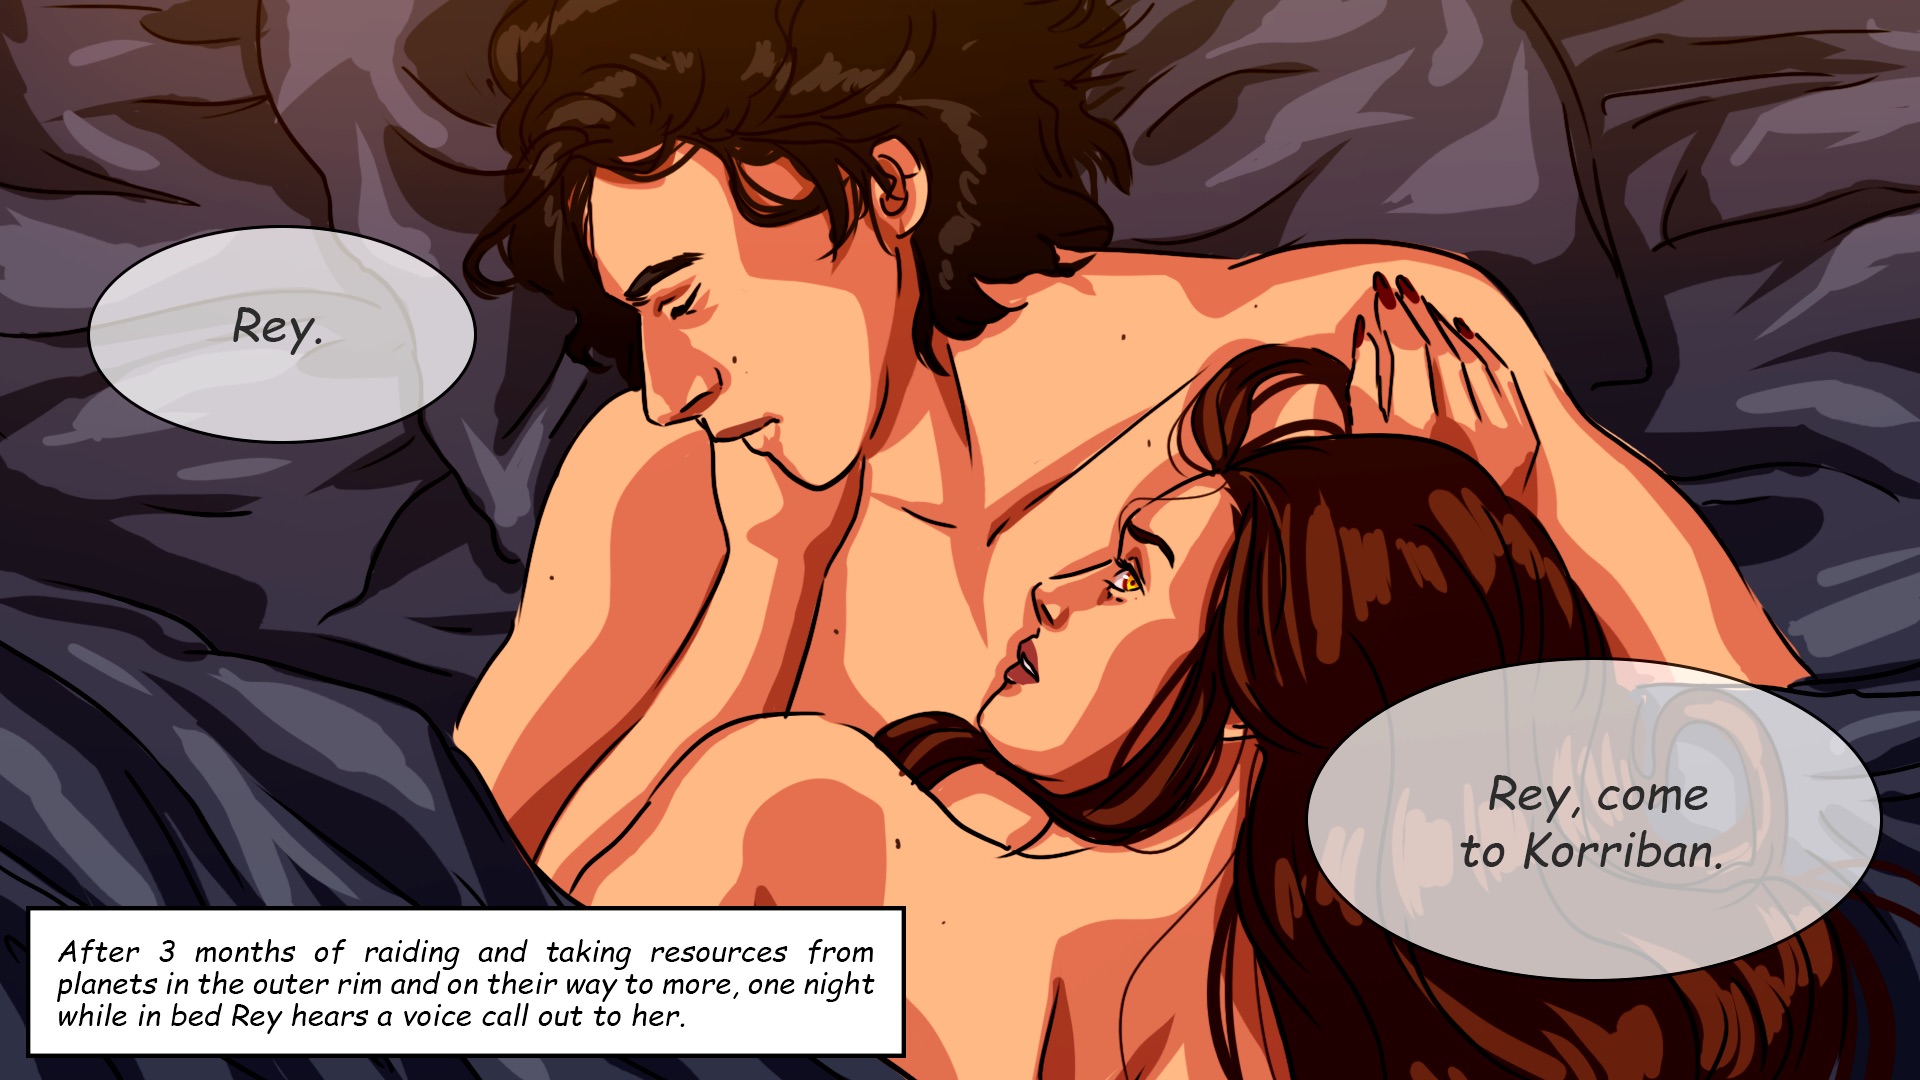 Rey.
Rey, come
to Korriban.
After 3 months of raiding and taking resources from
planets in the outer rim and on their way to more, one night
while in bed Rey hears a voice call out to her.